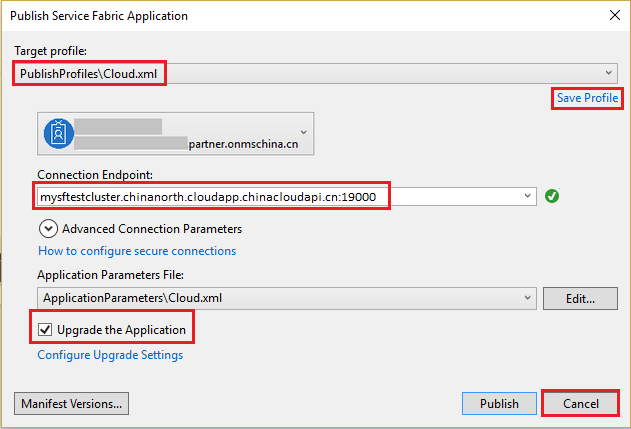 Publish Service Fabric Application
Target profile:
PublishProfiles\Cloud.xml
Save Profile
partner.onmschina.cn
Connection Endpoint:
mysftestcluster.chinanorth.cloudapp.chinacloudapi.cn:19000
Advanced Connection Parameters
How to configure secure connections
Application Parameters File:
ApplicationParameters\Cloud.xml
Edit...
Upgrade the Application
Configure Upgrade Settings
Manifest Versions...
Publish
Cancel